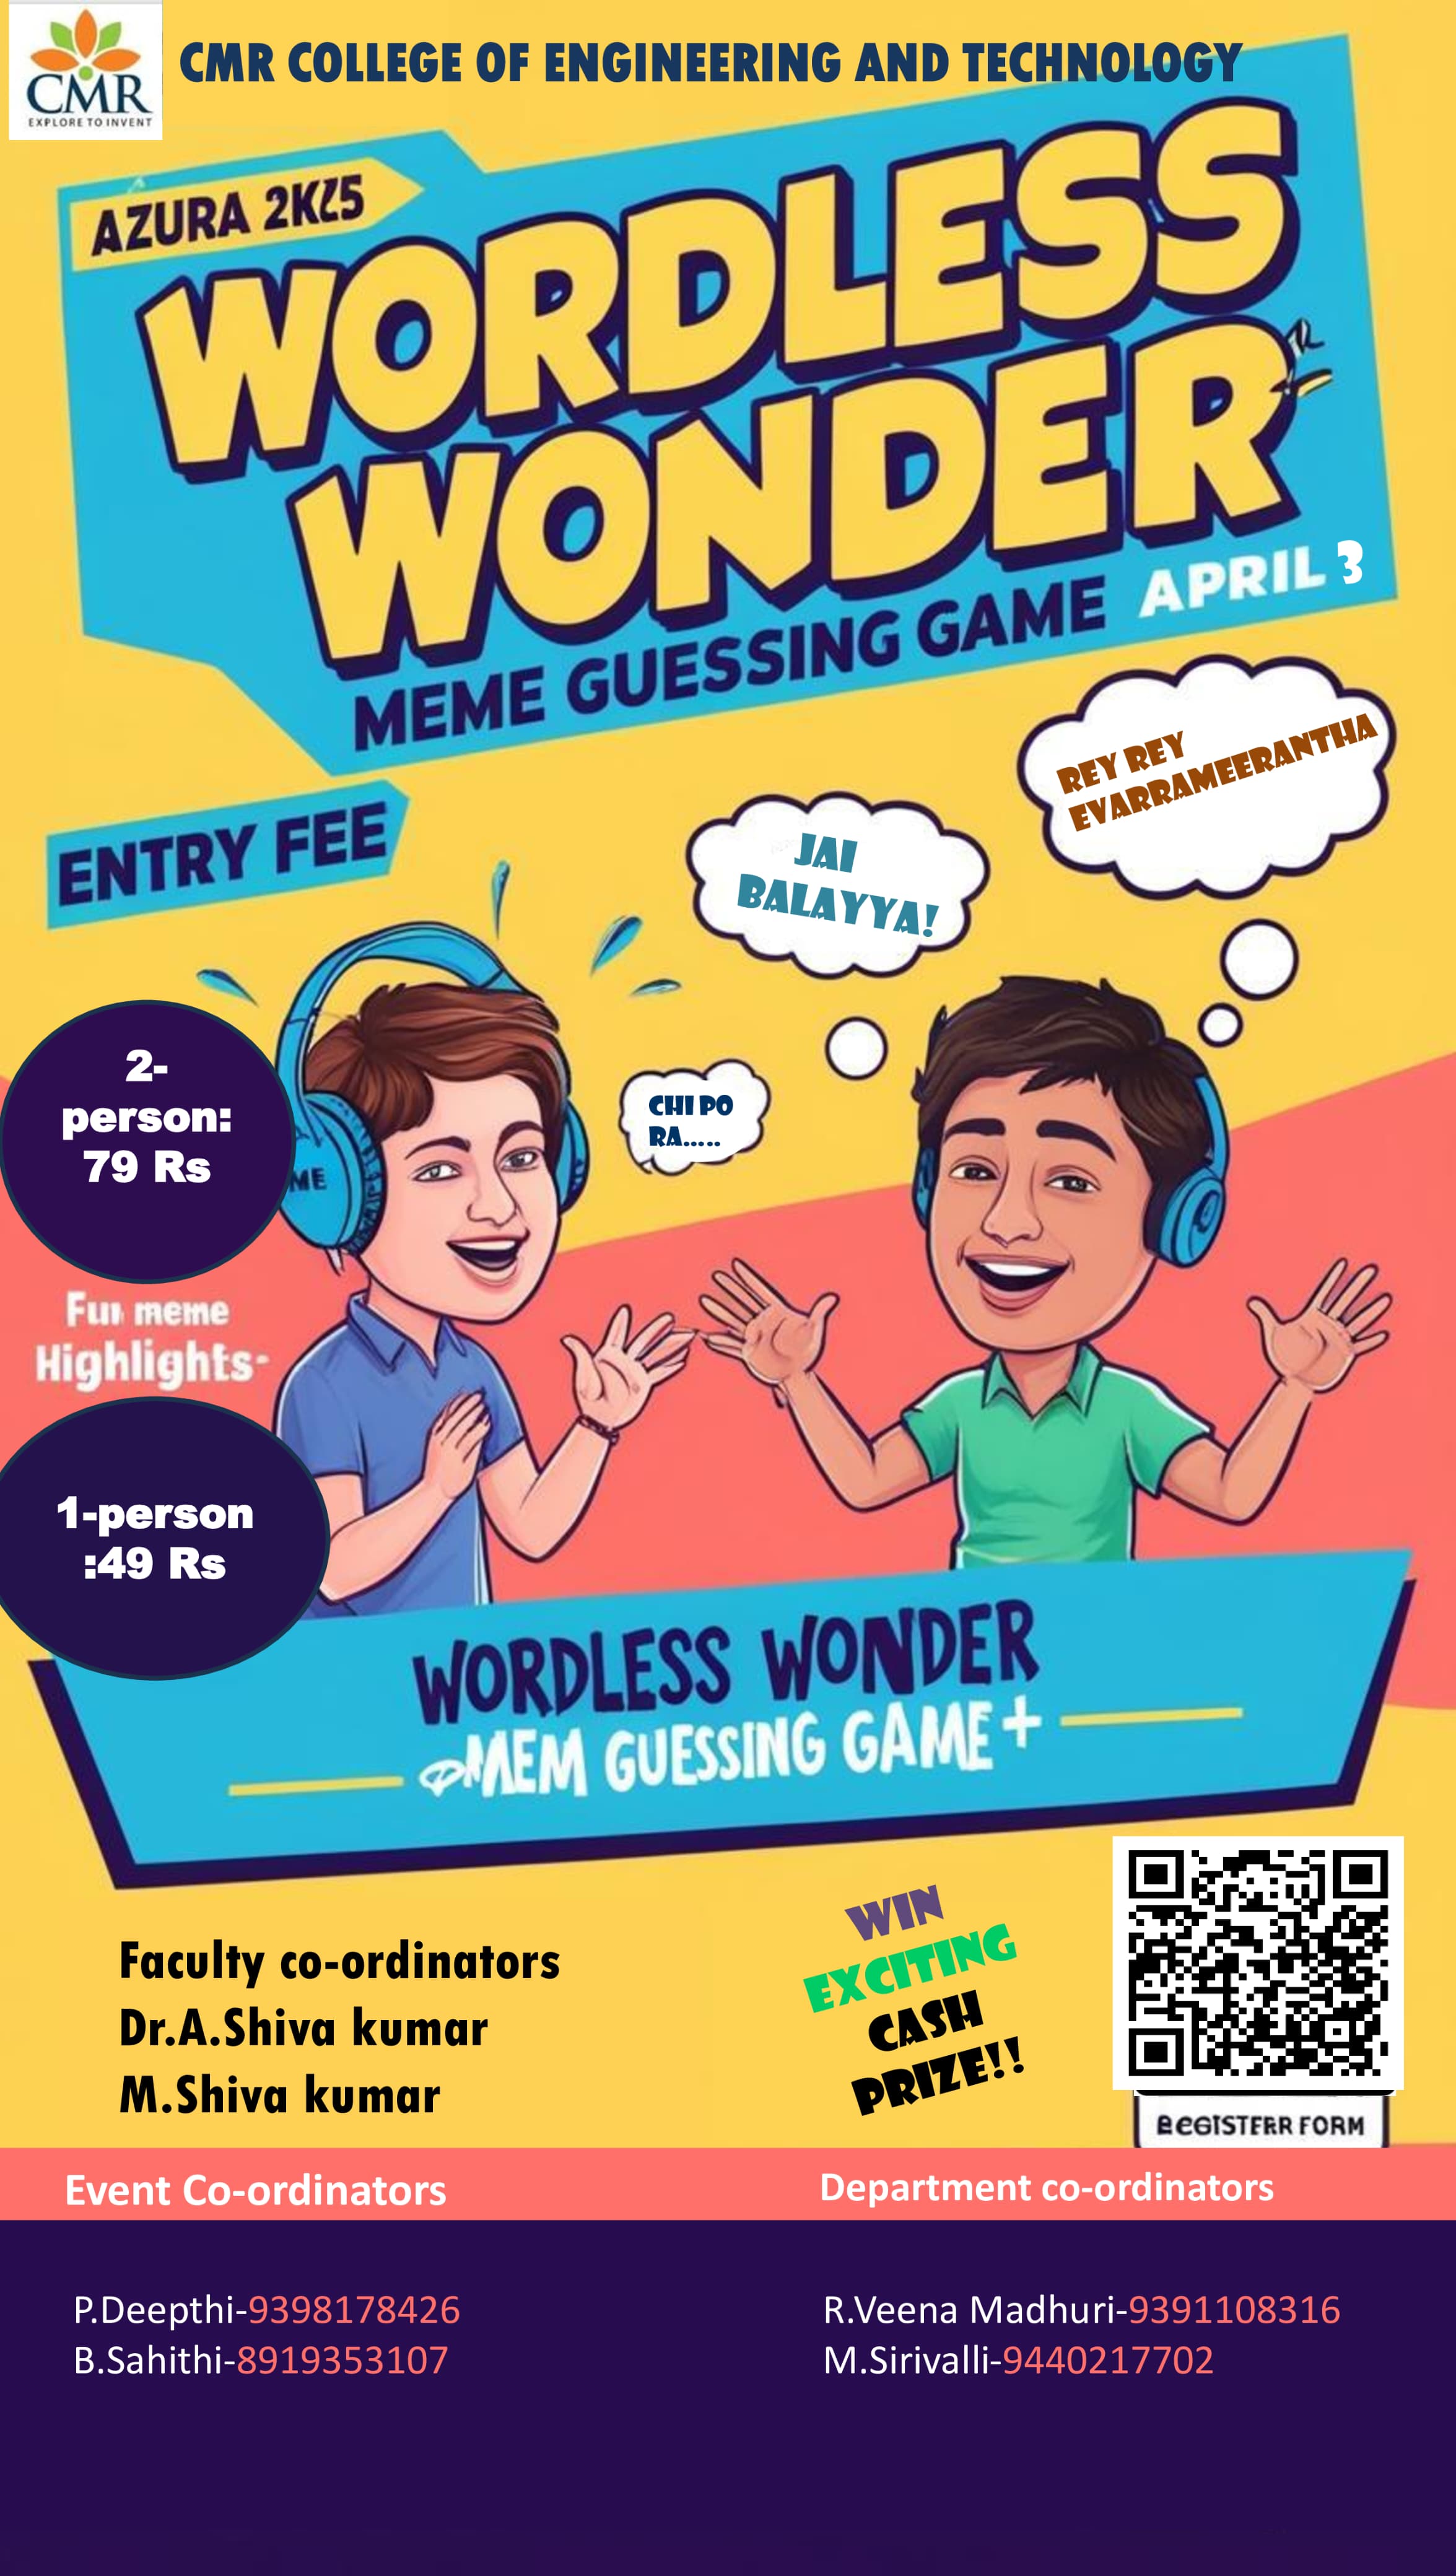 CMR
EXPLORE TO INVENT
CMR COLLEGE OF ENGINEERING AND TECHNOLOGY
AZURA 2K25
WORDLESS
WONDER
MEME GUESSING GAME APRIL 3
REY REY
EVARRAMEERANTHA
ENTRY FEE
JAI
BALAYYA!
2-
person:
79 Rs
CHI PO
RA.....
ME
Fun meme
Highlights-
1-person
:49 Rs
WORDLESS WONDER
MEM GUESSING GAME+
WIN
EXCITING
CASH
PRIZE!!
Faculty co-ordinators
Dr.A.Shiva kumar
M.Shiva kumar
REGISTERR FORM
Event Co-ordinators
Department co-ordinators
P.Deepthi-9398178426
B.Sahithi-8919353107
R.Veena Madhuri-9391108316
M.Sirivalli-9440217702